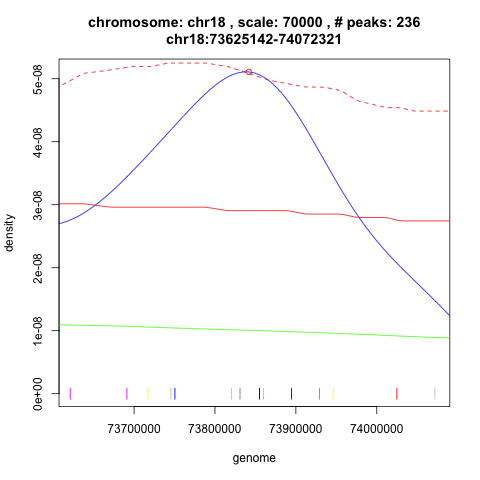 chromosome: chr18 , scale: 70000 , # peaks: 236
chr18:73625142-74072321
5e-08
4e-08
3e-08
2e-08
1e-08
0e+00
density
73700000 73800000 73900000 74000000
genome